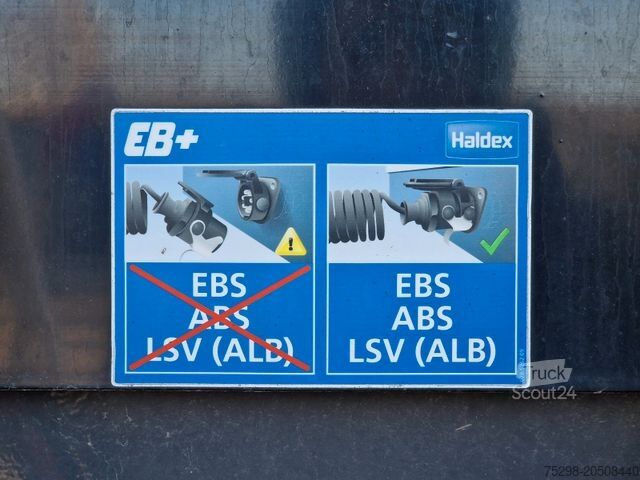 EB+
Haldex
EBS
ABS
LSV (ALB)
EBS
ABS
LSV (ALB)
Truck
Scout24
75298-20508440